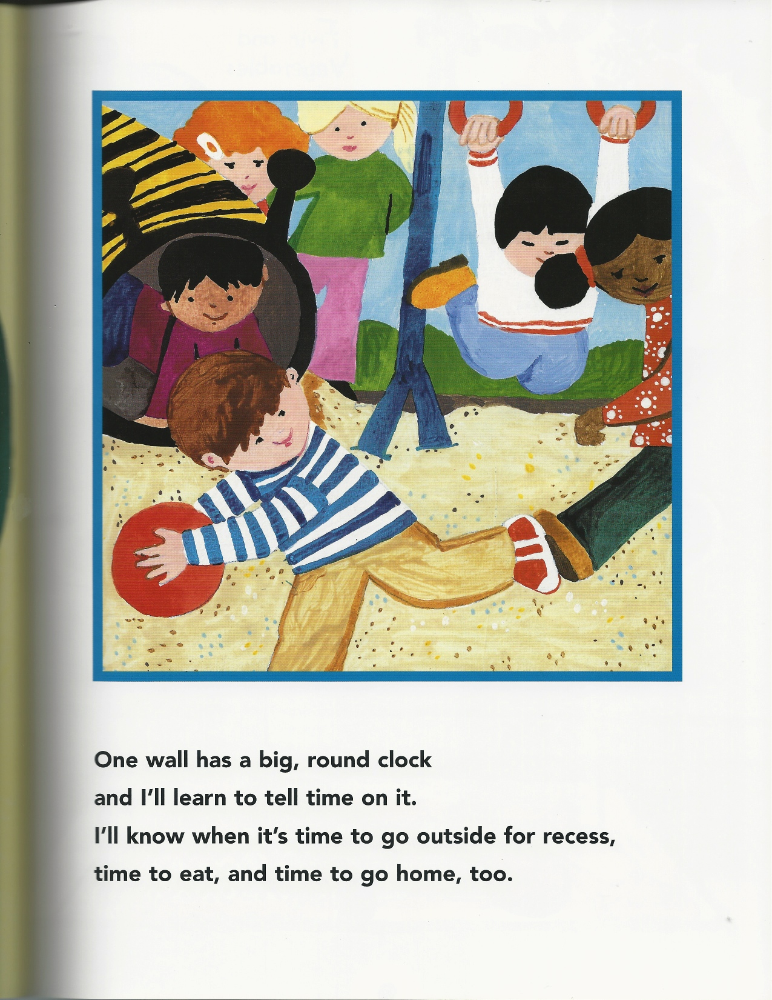 One wall has a big, round clock
and I'll learn to tell time on it.
I'll know when it's time to go outside for recess,
time to eat, and time to go home, too.